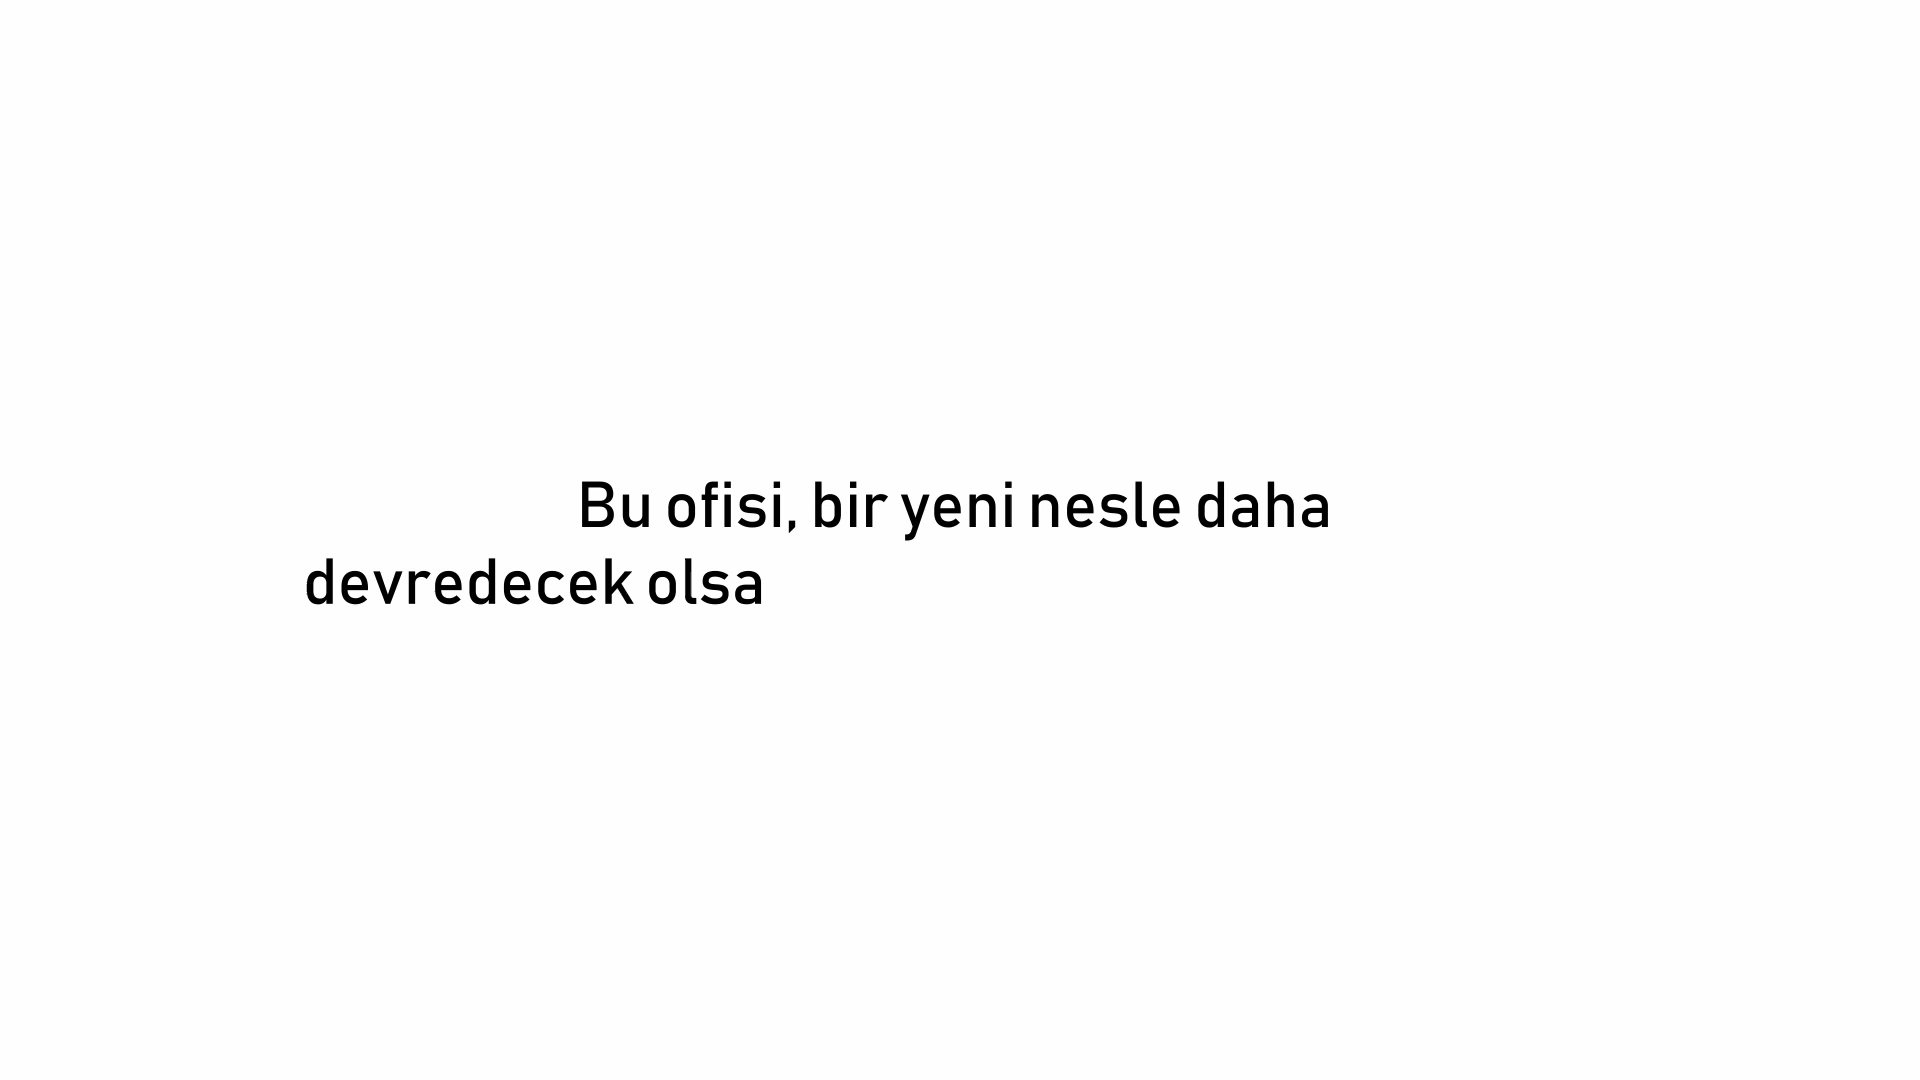 Bu ofisi, bir yeni nesle daha
devredecek olsa